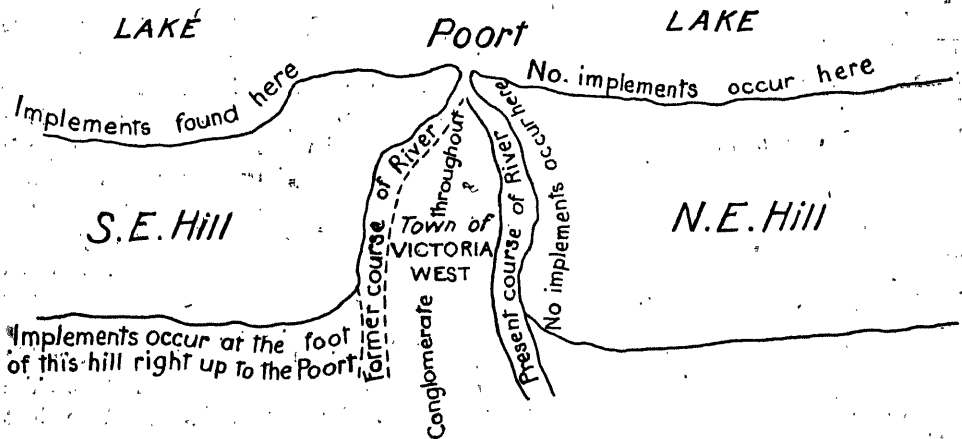 LAKE
Poort
LAKE
Implements found here
No. implements occur here
S.E. Hill
Former course of River
Conglomerate throughout
Town of
VICTORIA
WEST
Present course of River
No implements occur here
N.E. Hill
Implements occur at the foot
of this hill right up to the Poort